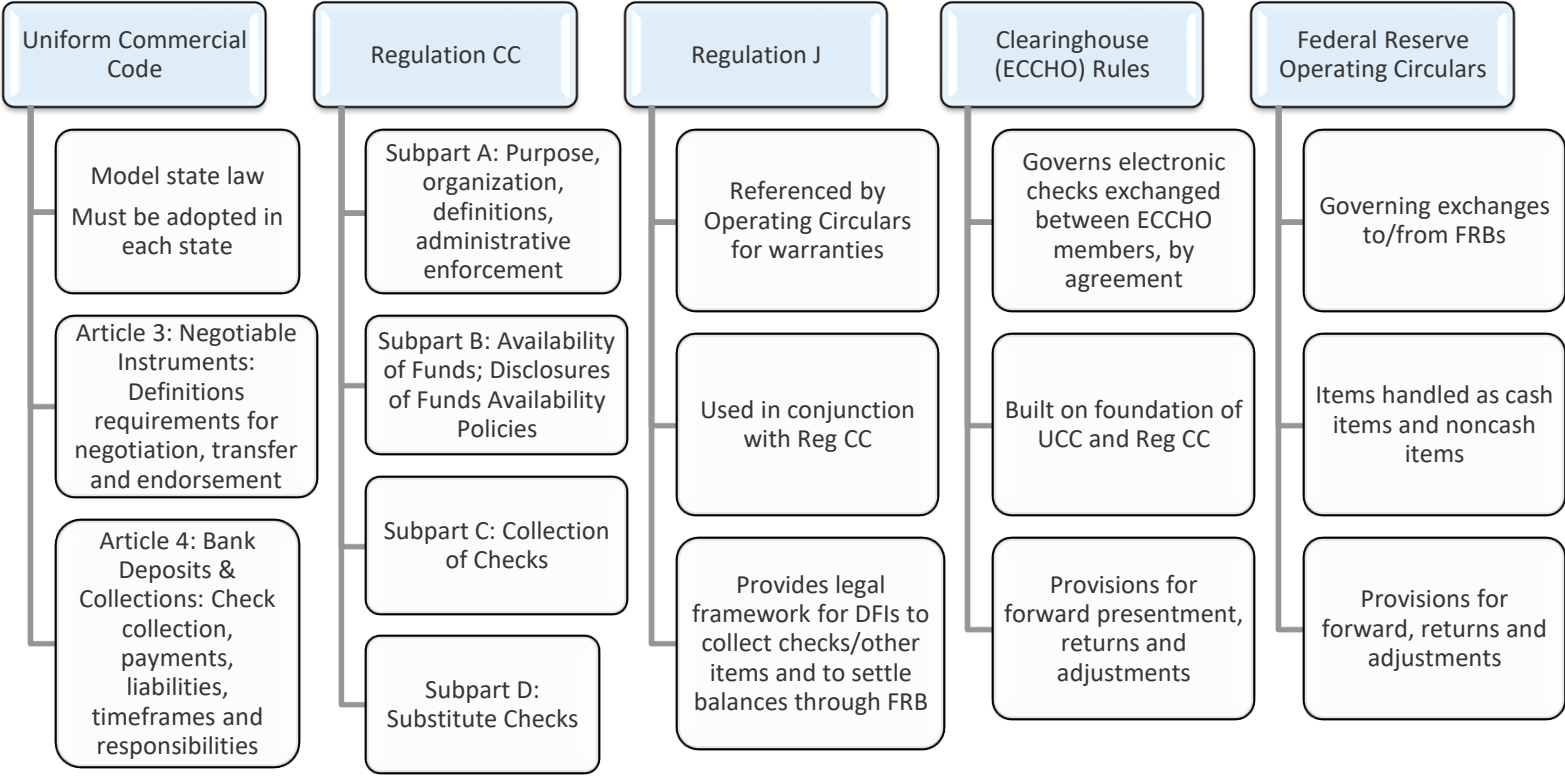 Uniform Commercial
Code
Model state law
Must be adopted in
each state
Article 3: Negotiable
Instruments:
Definitions
requirements for
negotiation, transfer
and endorsement
Article 4: Bank
Deposits &
Collections: Check
collection,
payments,
liabilities,
timeframes and
responsibilities
Regulation CC
Subpart A: Purpose,
organization,
definitions,
administrative
enforcement
Subpart B: Availability
of Funds; Disclosures
of Funds Availability
Policies
Subpart C: Collection
of Checks
Subpart D:
Substitute Checks
Regulation J
Referenced by
Operating Circulars
for warranties
Used in conjunction
with Reg CC
Provides legal
framework for DFIs to
collect checks/other
items and to settle
balances through FRB
Clearinghouse
(ECCHO) Rules
Governs electronic
checks exchanged
between ECCHO
members, by
agreement
Built on foundation of
UCC and Reg CC
Provisions for
forward presentment,
returns and
adjustments
Federal Reserve
Operating Circulars
Governing exchanges
to/from FRBs
Items handled as cash
items and noncash
items
Provisions for
forward, returns and
adjustments